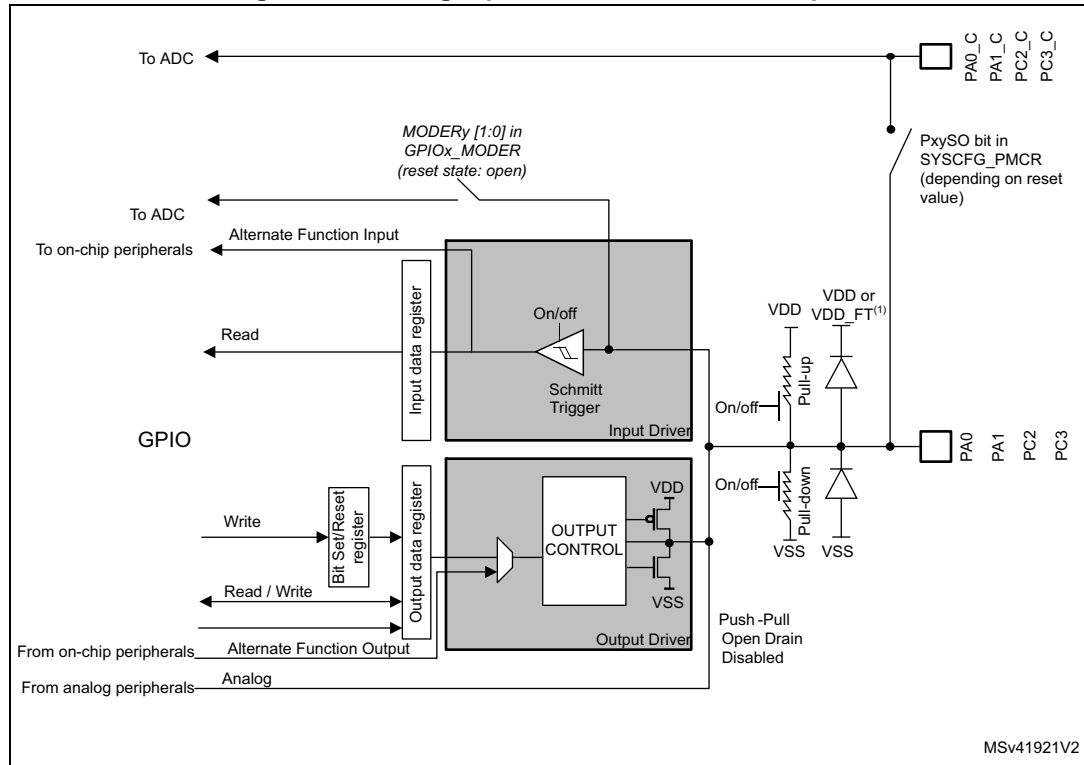 To ADC
PA0_C
PA1_C
PC2_C
PC3_C
MODERy [1:0] in
GPIOx_MODER
(reset state: open)
PxySO bit in
SYSCFG_PMCR
(depending on reset
value)
To ADC
To on-chip peripherals
Alternate Function Input
Input data register
On/off
Read
Schmitt
Trigger
Input Driver
VDD
VDD or
VDD_FT(1)
Pull-up
On/off
GPIO
PA0
PA1
PC2
PC3
On/off
Pull-down
VSS
VSS
Write
Bit Set/Reset
register
Output data register
OUTPUT
CONTROL
VDD
VSS
Read / Write
Output Driver
Push -Pull
Open Drain
Disabled
From on-chip peripherals
Alternate Function Output
From analog peripherals
Analog
MSv41921V2